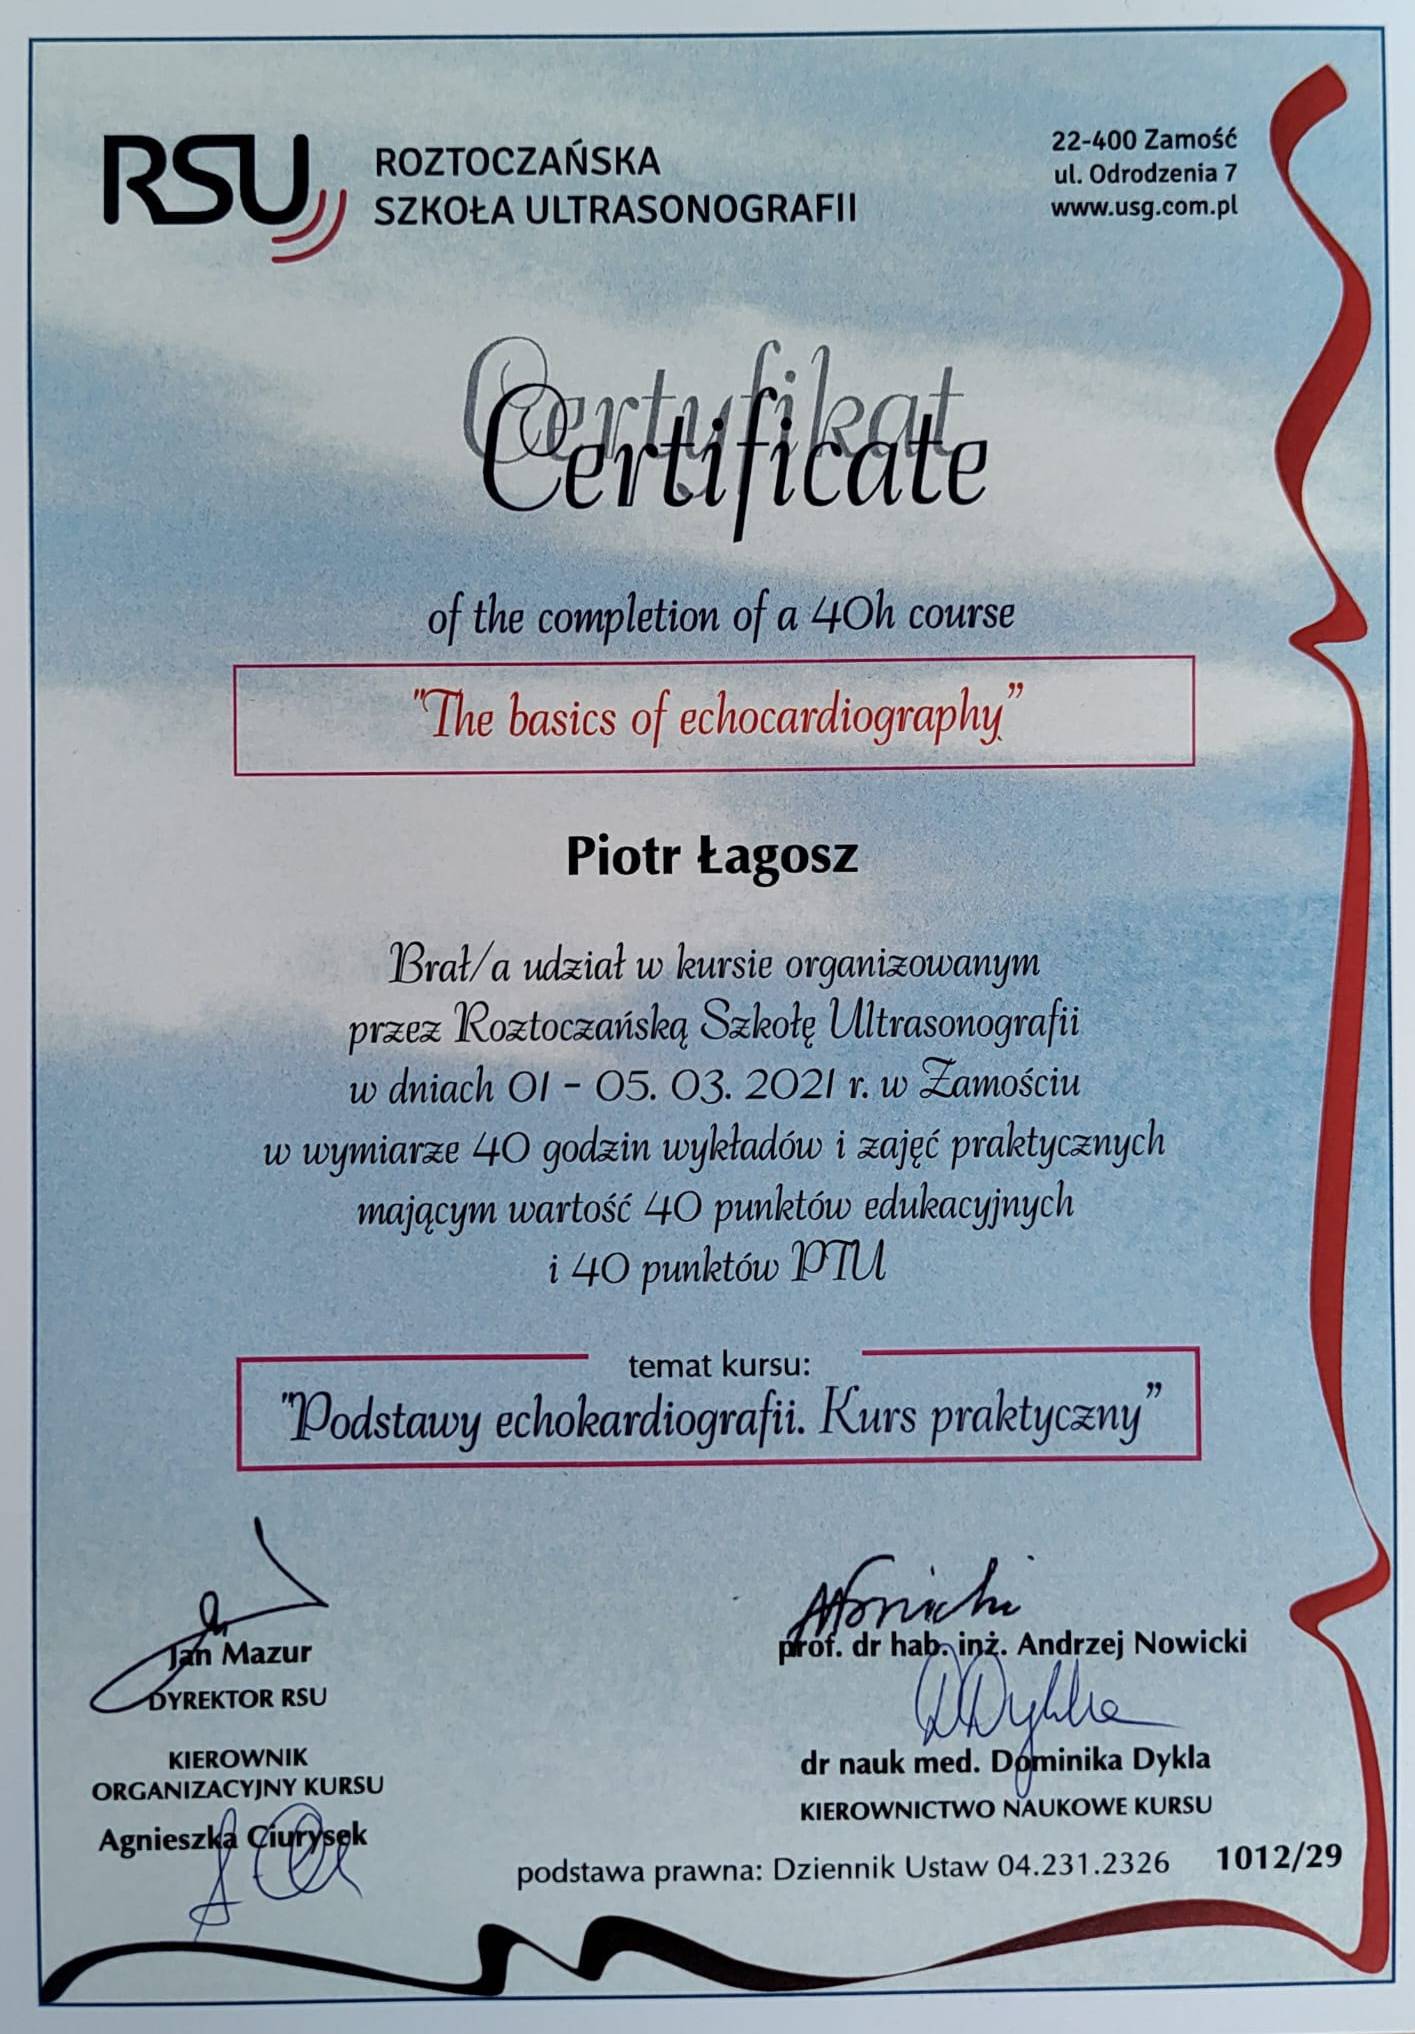 RSU
ROZTOCZAŃSKA
SZKOŁA ULTRASONOGRAFII
22-400 Zamość
ul. Odrodzenia 7
www.usg.com.pl
Certyfikat
Certificate
of the completion of a 40h course
"The basics of echocardiography"
Piotr Łagosz
Brał/a udział w kursie organizowanym
przez Roztoczańską Szkołę Ultrasonografii
w dniach 01 - 05. 03. 2021 r. w Zamościu
w wymiarze 40 godzin wykładów i zajęć praktycznych
mającym wartość 40 punktów edukacyjnych
i 40 punktów PTU
temat kursu:
"Podstawy echokardiografii. Kurs praktyczny"
Jan Mazur
DYREKTOR RSU
KIEROWNIK
ORGANIZACYJNY KURSU
Agnieszka Ciurysek
ANowicki
prof. dr hab. inż. Andrzej Nowicki
DDykla
dr nauk med. Dominika Dykla
KIEROWNICTWO NAUKOWE KURSU
podstawa prawna: Dziennik Ustaw 04.231.2326
1012/29